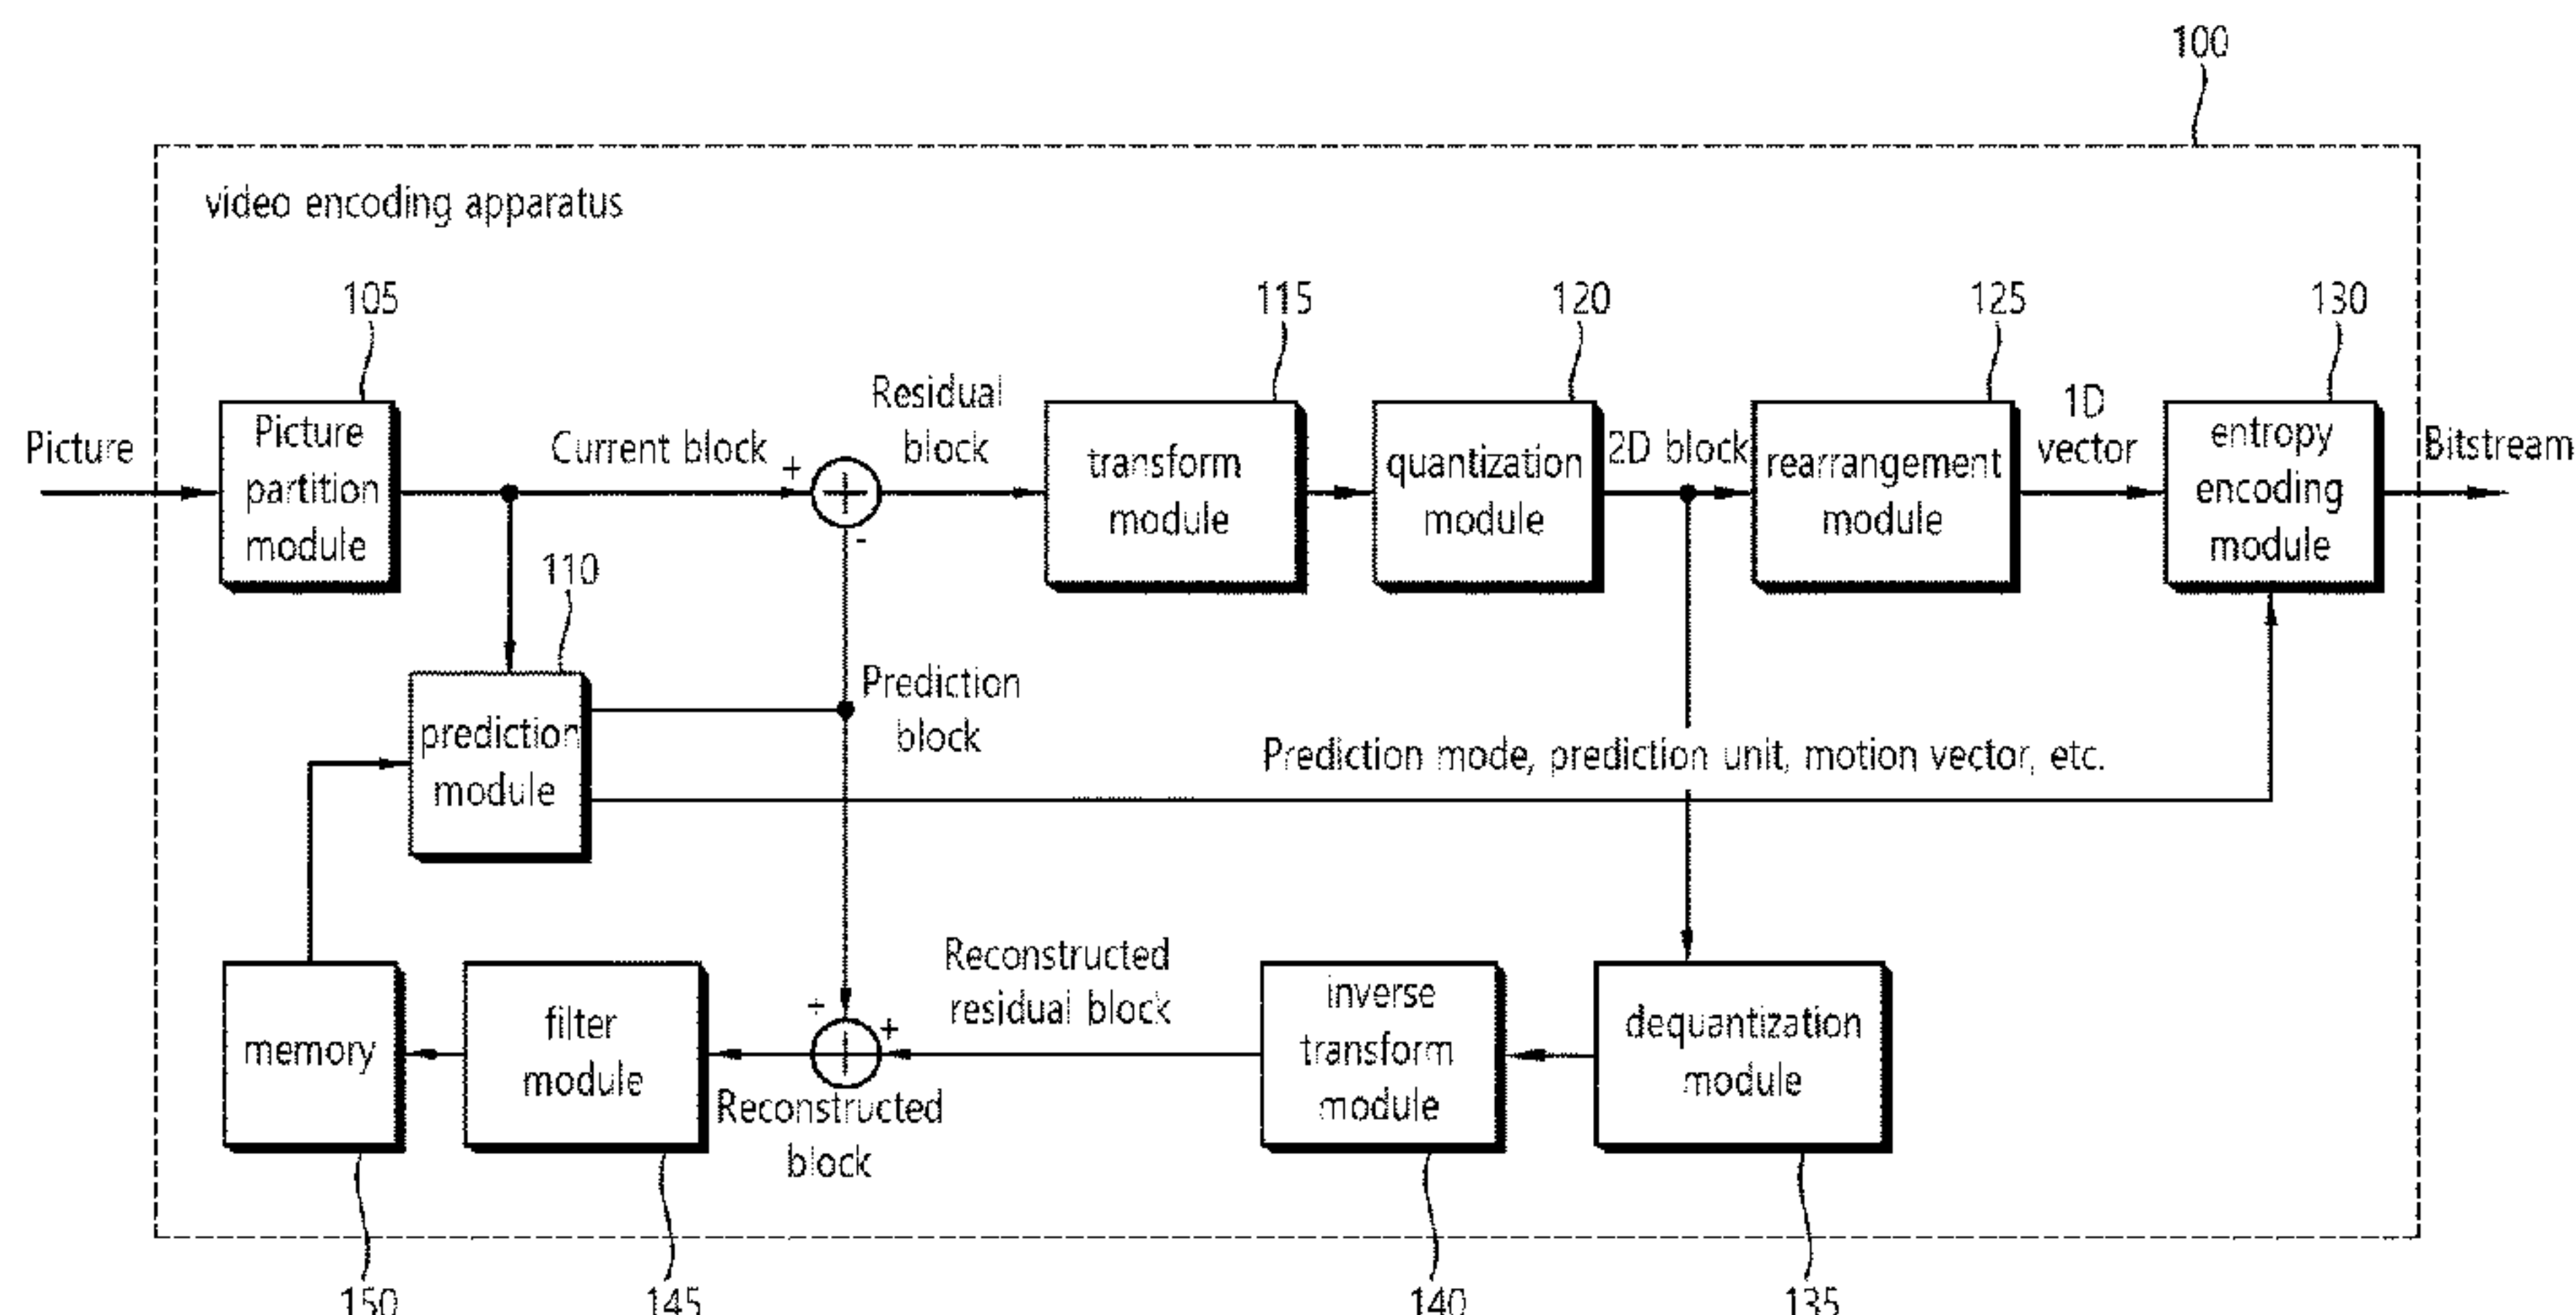 100
video encoding apparatus
105
115
120
125
130
Picture
Picture
partition
module
Current block
+
-
Residual
block
transform
module
quantization
module
2D block
rearrangement
module
1D
vector
entropy
encoding
module
Bitstream
110
prediction
module
Prediction
block
Prediction mode, prediction unit, motion vector, etc.
memory
filter
module
+
+
Reconstructed
block
Reconstructed
residual block
inverse
transform
module
dequantization
module
150
145
140
135